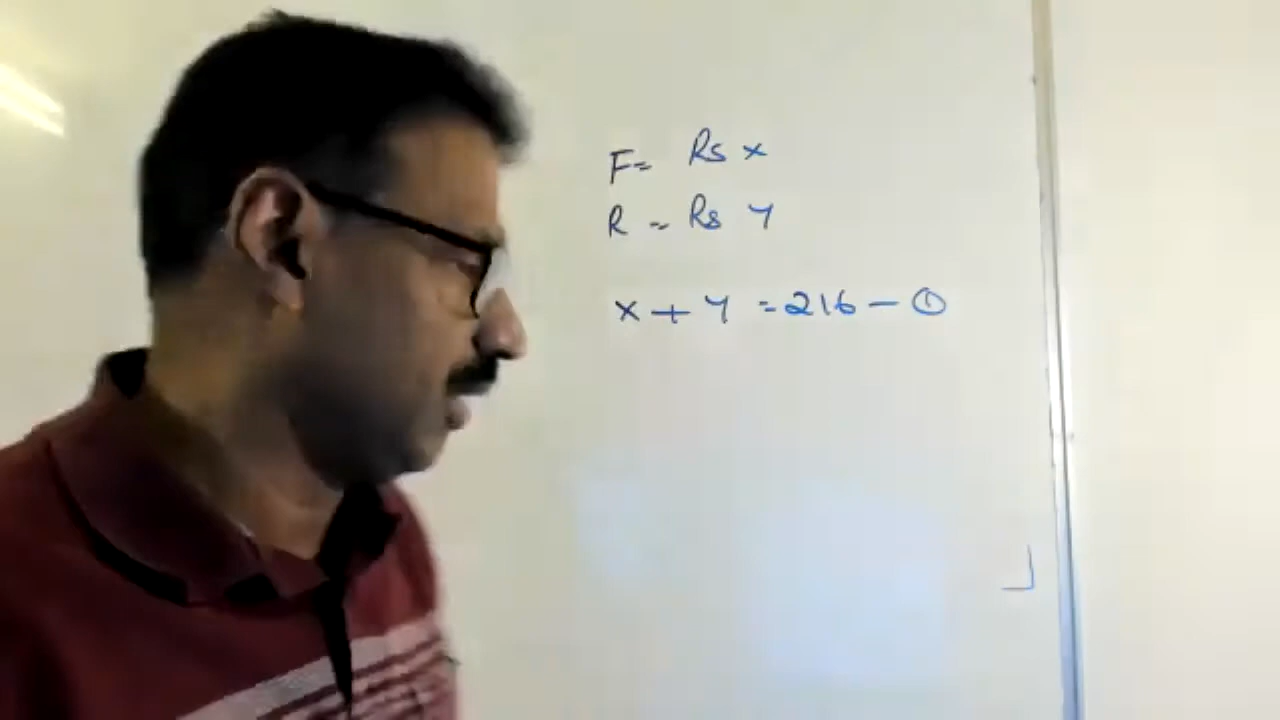 F= Rs x
R = Rs y
x + y = 216 - ①